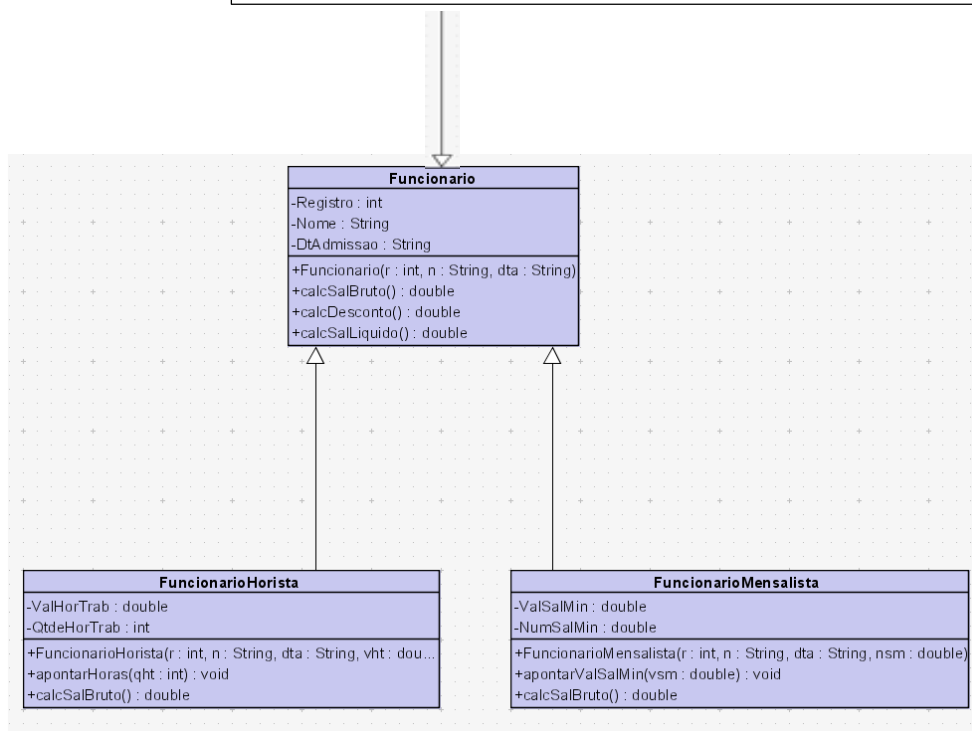 Funcionario
-Registro : int
-Nome : String
-DtAdmissao : String
+Funcionario(r : int, n : String, dta : String)
+calcSalBruto() : double
+calcDesconto() : double
+calcSalLiquido() : double
FuncionarioHorista
-ValHorTrab : double
-QtdeHorTrab : int
+FuncionarioHorista(r : int, n : String, dta : String, vht : dou...
+apontarHoras(qht : int) : void
+calcSalBruto() : double
FuncionarioMensalista
-ValSalMin : double
-NumSalMin : double
+FuncionarioMensalista(r : int, n : String, dta : String, nsm : double)
+apontarValSalMin(vsm : double) : void
+calcSalBruto() : double